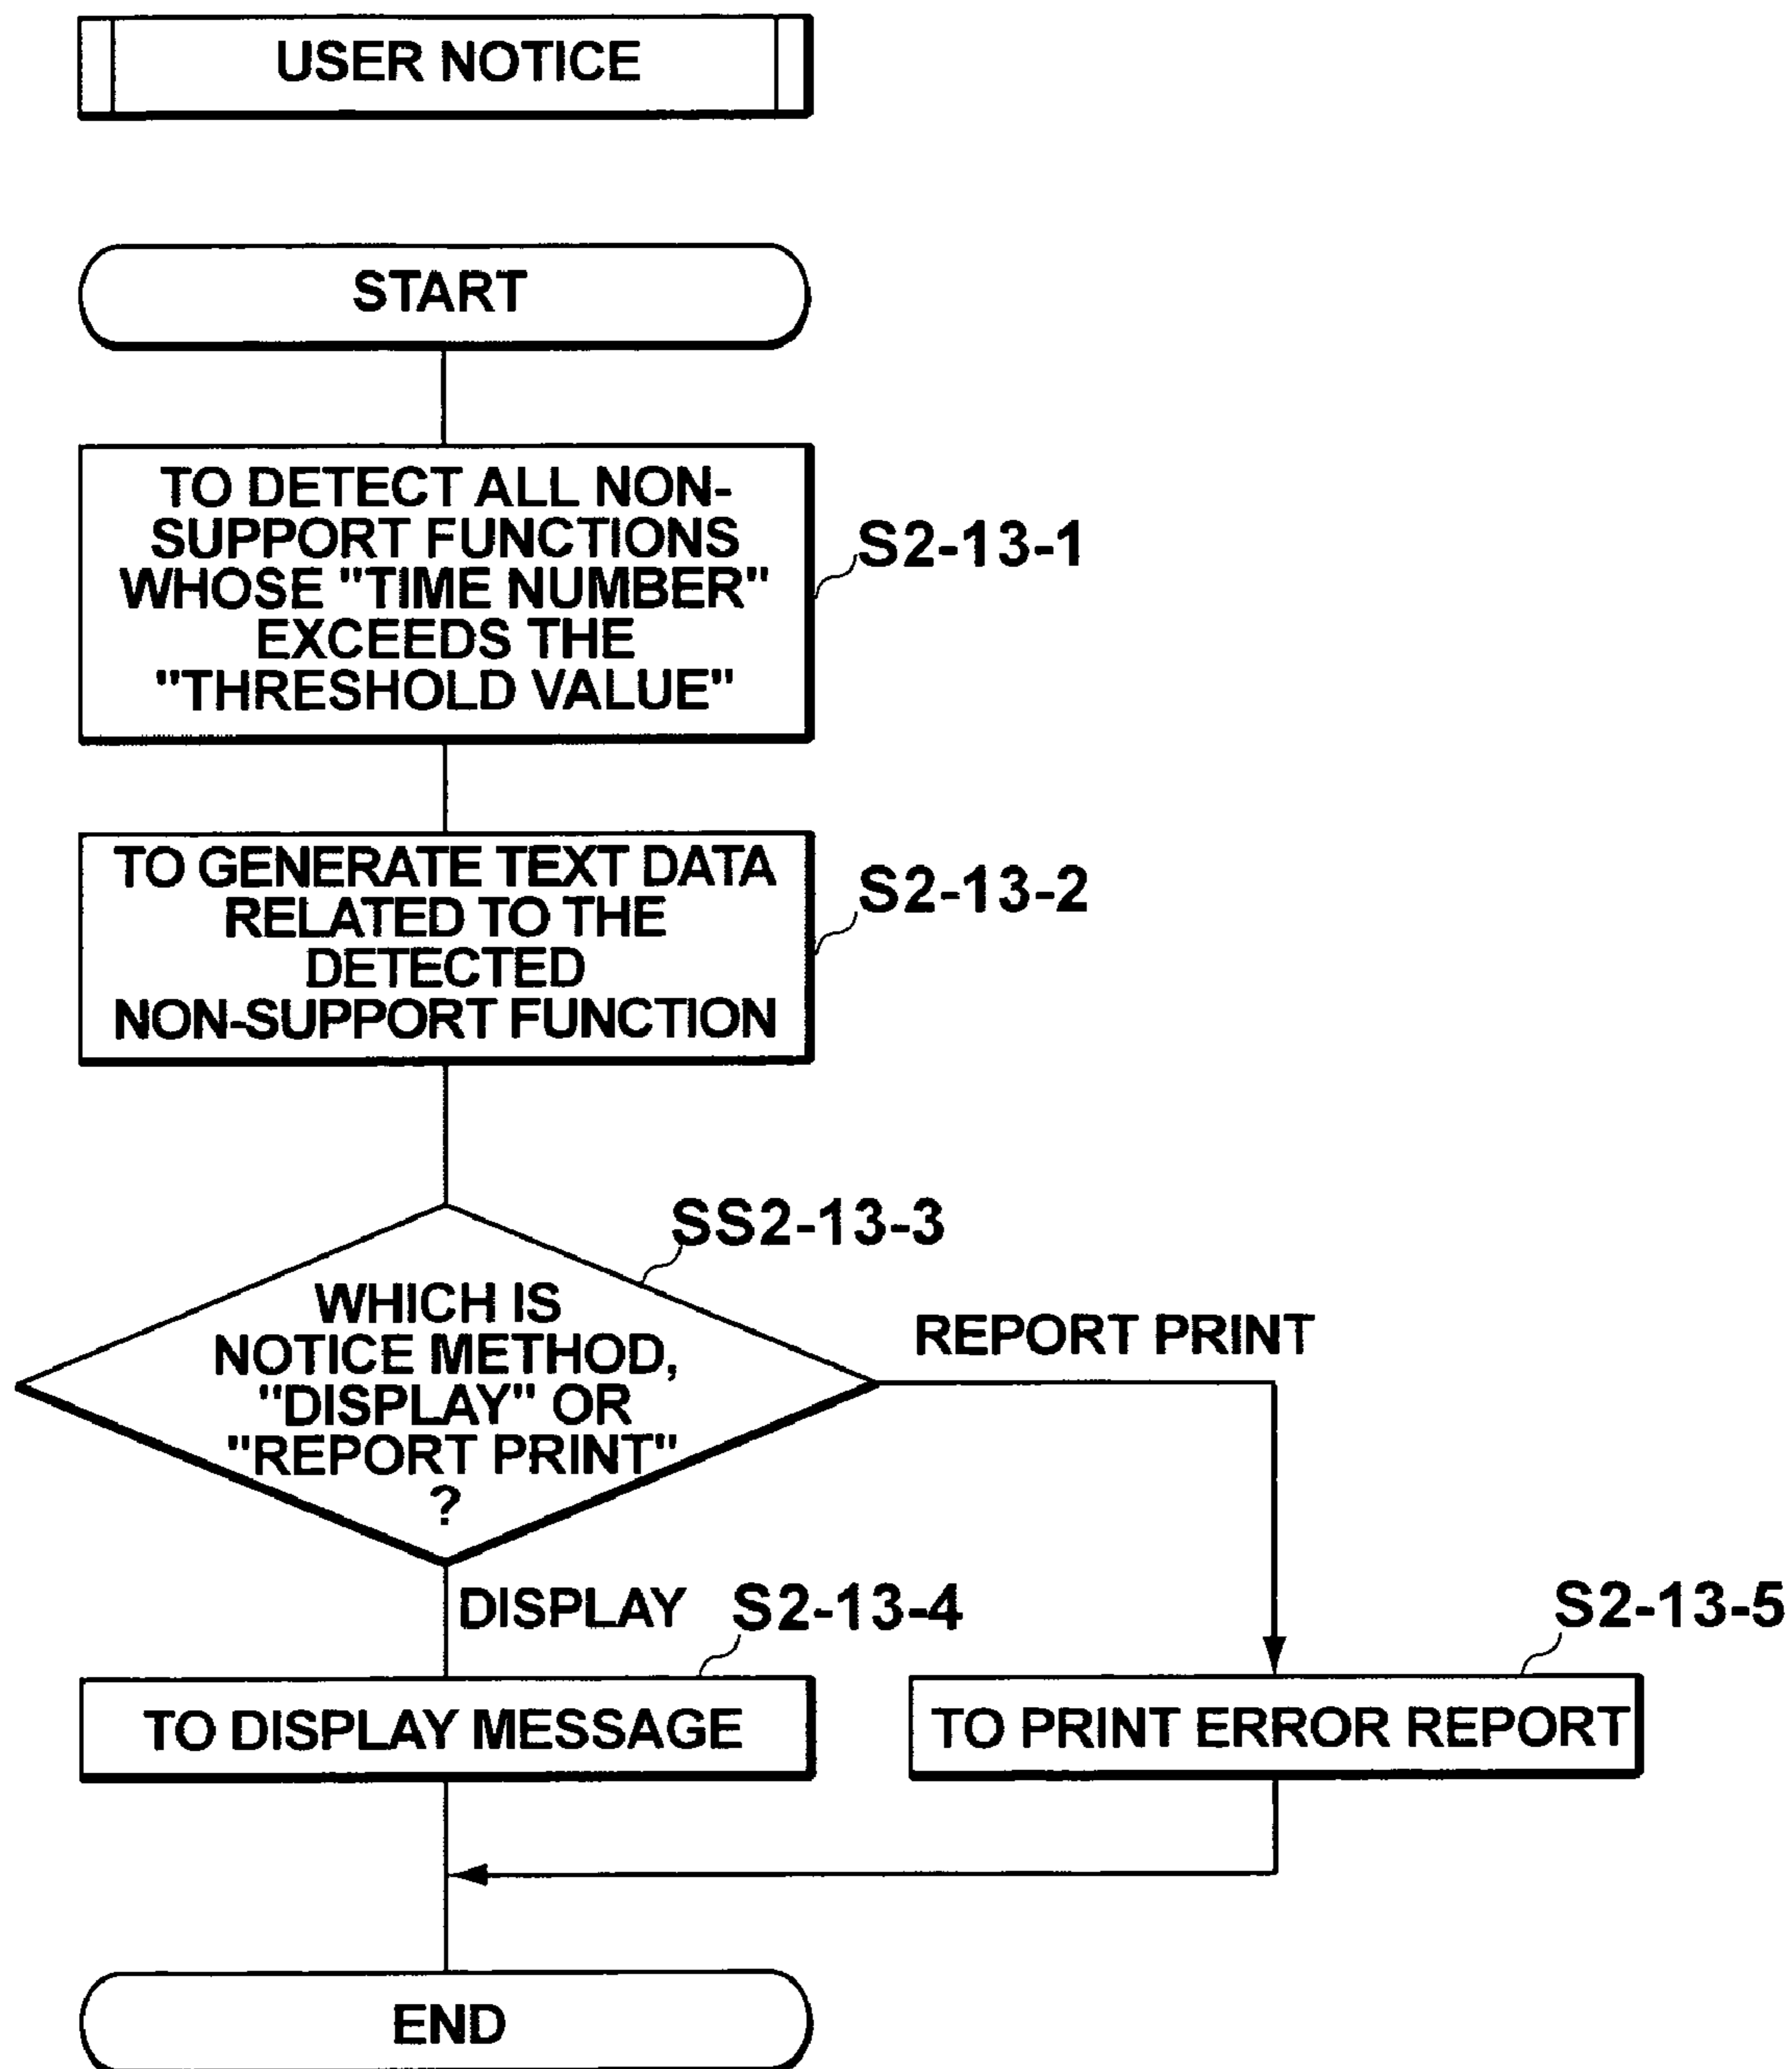 USER NOTICE
START
TO DETECT ALL NON-
SUPPORT FUNCTIONS
WHOSE "TIME NUMBER"
EXCEEDS THE
"THRESHOLD VALUE"
S2-13-1
TO GENERATE TEXT DATA
RELATED TO THE
DETECTED
NON-SUPPORT FUNCTION
S2-13-2
SS2-13-3
WHICH IS
NOTICE METHOD,
"DISPLAY" OR
"REPORT PRINT"
?
REPORT PRINT
DISPLAY
S2-13-4
TO DISPLAY MESSAGE
S2-13-5
TO PRINT ERROR REPORT
END